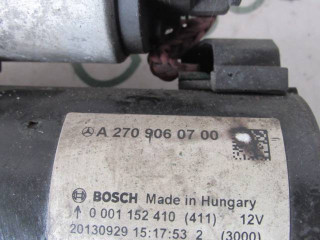 A 270 906 07 00
BOSCH Made in Hungary
↑ 0 001 152 410 (411) 12V
20130929 15:17:53 2 (3000)